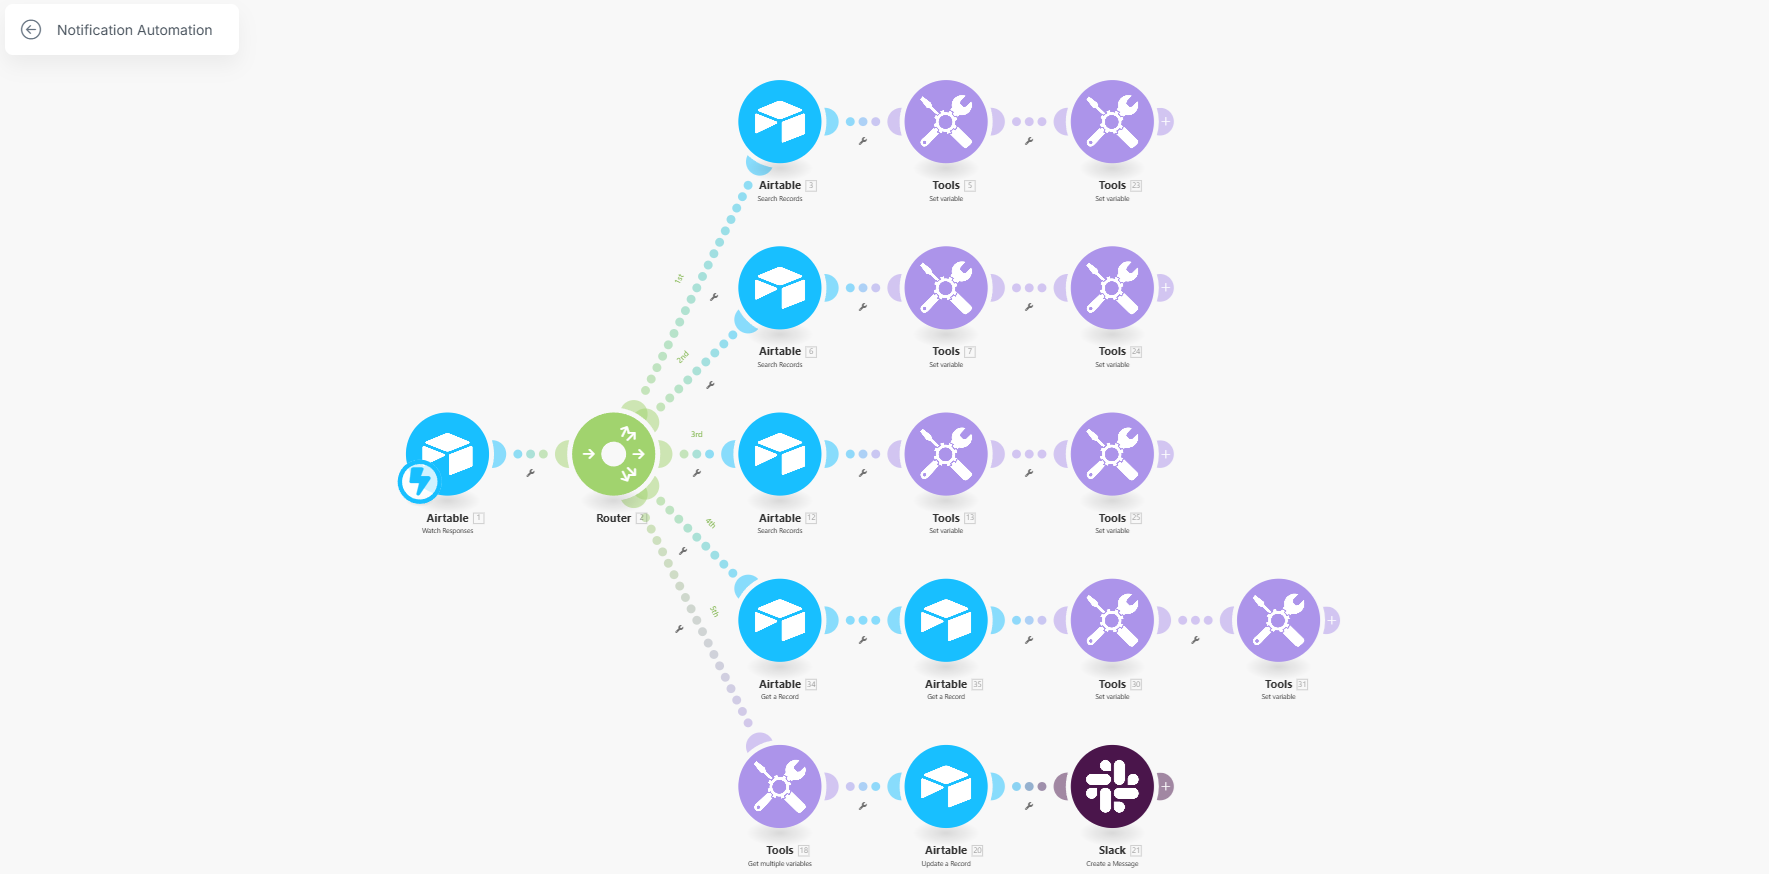 Notification Automation
Airtable 3
Search Records
Tools 5
Set variable
Tools 23
Set variable
1st
Airtable 6
Search Records
Tools 7
Set variable
Tools 24
Set variable
2nd
Airtable 1
Watch Responses
Router 2
3rd
Airtable 12
Search Records
Tools 13
Set variable
Tools 25
Set variable
4th
Airtable 34
Get a Record
Airtable 35
Get a Record
Tools 30
Set variable
Tools 31
Set variable
5th
Tools 18
Get multiple variables
Airtable 20
Update a Record
Slack 21
Create a Message